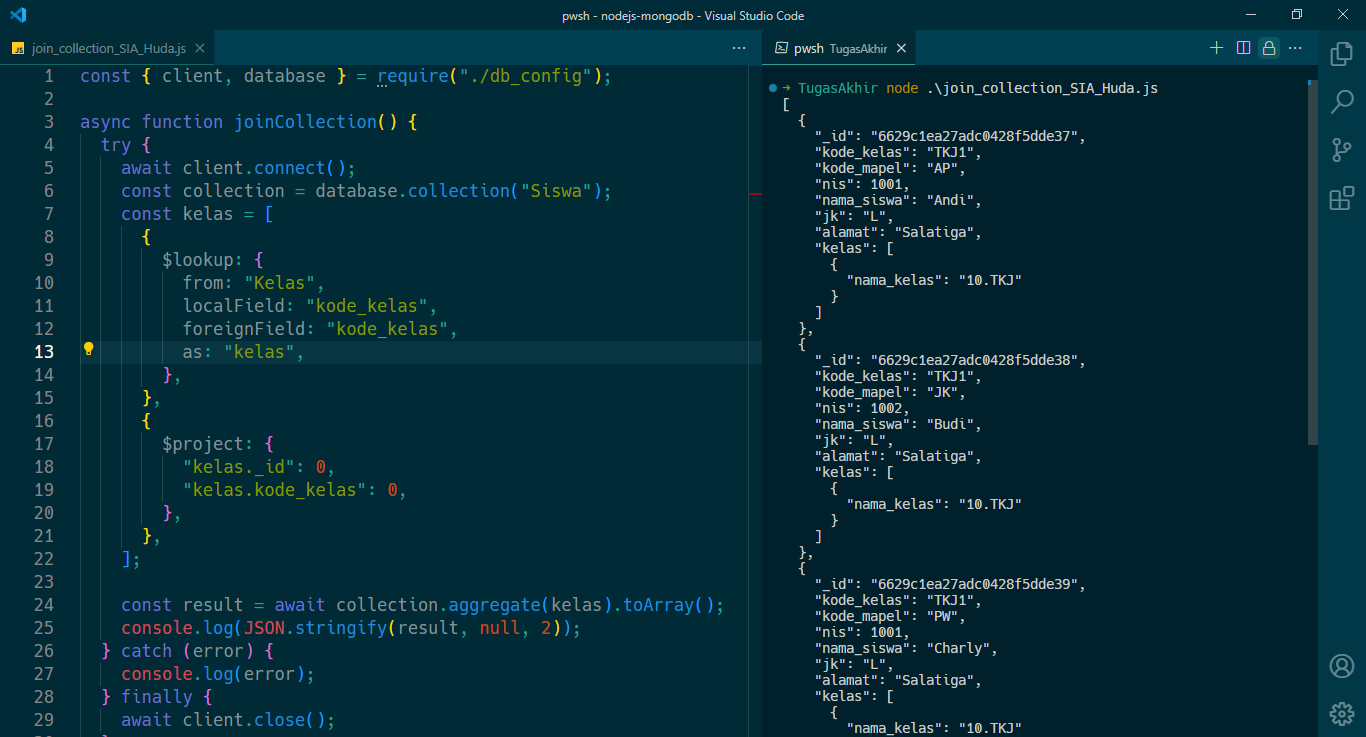 pwsh - nodejs-mongodb - Visual Studio Code
JS join_collection_SIA_Huda.js
1 const { client, database } = require("./db_config");
2
3 async function joinCollection() {
4 try {
5 await client.connect();
6 const collection = database.collection("Siswa");
7 const kelas = [
8 {
9 $lookup: {
10 from: "Kelas",
11 localField: "kode_kelas",
12 foreignField: "kode_kelas",
13 as: "kelas",
14 },
15 },
16 {
17 $project: {
18 "kelas._id": 0,
19 "kelas.kode_kelas": 0,
20 },
21 },
22 ];
23
24 const result = await collection.aggregate(kelas).toArray();
25 console.log(JSON.stringify(result, null, 2));
26 } catch (error) {
27 console.log(error);
28 } finally {
29 await client.close();
pwsh TugasAkhir
→ TugasAkhir node .\join_collection_SIA_Huda.js
[
{
"_id": "6629c1ea27adc0428f5dde37",
"kode_kelas": "TKJ1",
"kode_mapel": "AP",
"nis": 1001,
"nama_siswa": "Andi",
"jk": "L",
"alamat": "Salatiga",
"kelas": [
{
"nama_kelas": "10.TKJ"
}
]
},
{
"_id": "6629c1ea27adc0428f5dde38",
"kode_kelas": "TKJ1",
"kode_mapel": "JK",
"nis": 1002,
"nama_siswa": "Budi",
"jk": "L",
"alamat": "Salatiga",
"kelas": [
{
"nama_kelas": "10.TKJ"
}
]
},
{
"_id": "6629c1ea27adc0428f5dde39",
"kode_kelas": "TKJ1",
"kode_mapel": "PW",
"nis": 1001,
"nama_siswa": "Charly",
"jk": "L",
"alamat": "Salatiga",
"kelas": [
{
"nama_kelas": "10.TKJ"